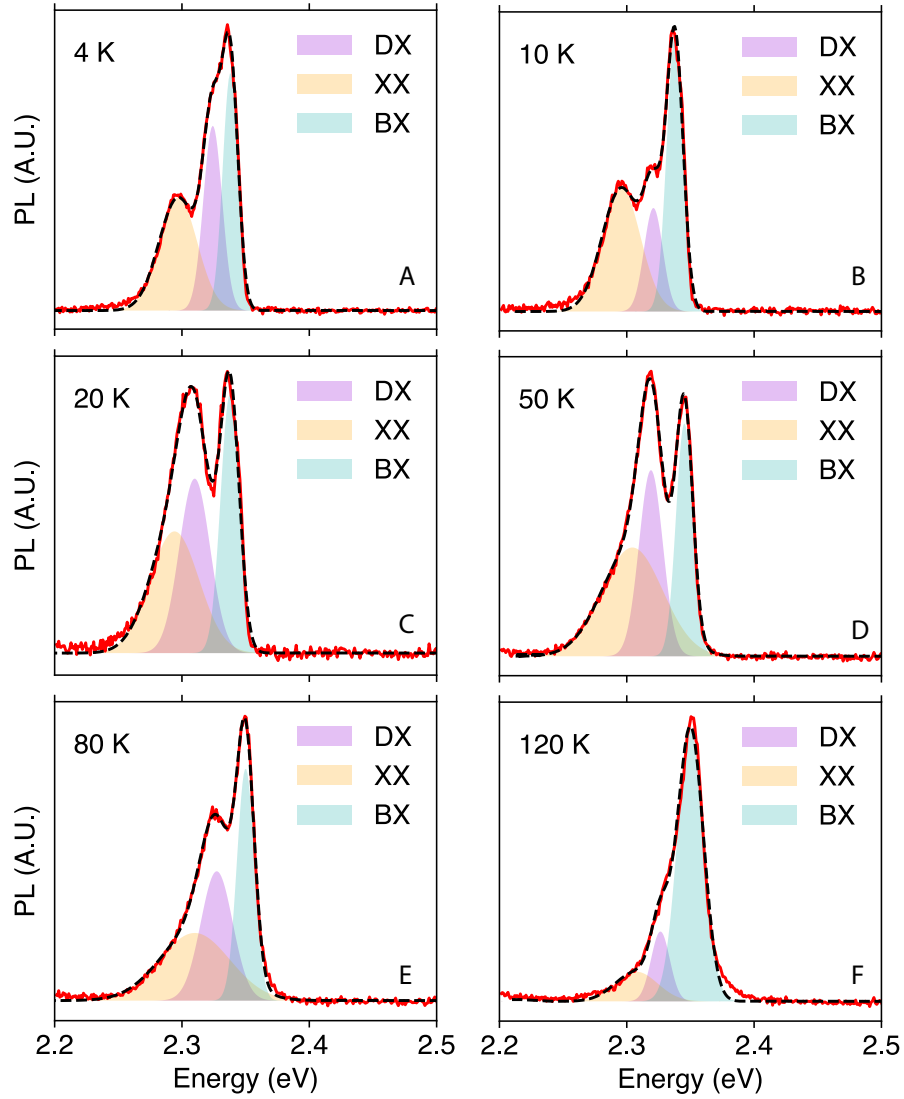 4 K
DX
XX
BX
PL (A.U.)
A
10 K
DX
XX
BX
B
20 K
DX
XX
BX
PL (A.U.)
C
50 K
DX
XX
BX
D
80 K
DX
XX
BX
PL (A.U.)
E
2.2 2.3 2.4 2.5
Energy (eV)
120 K
DX
XX
BX
F
2.2 2.3 2.4 2.5
Energy (eV)